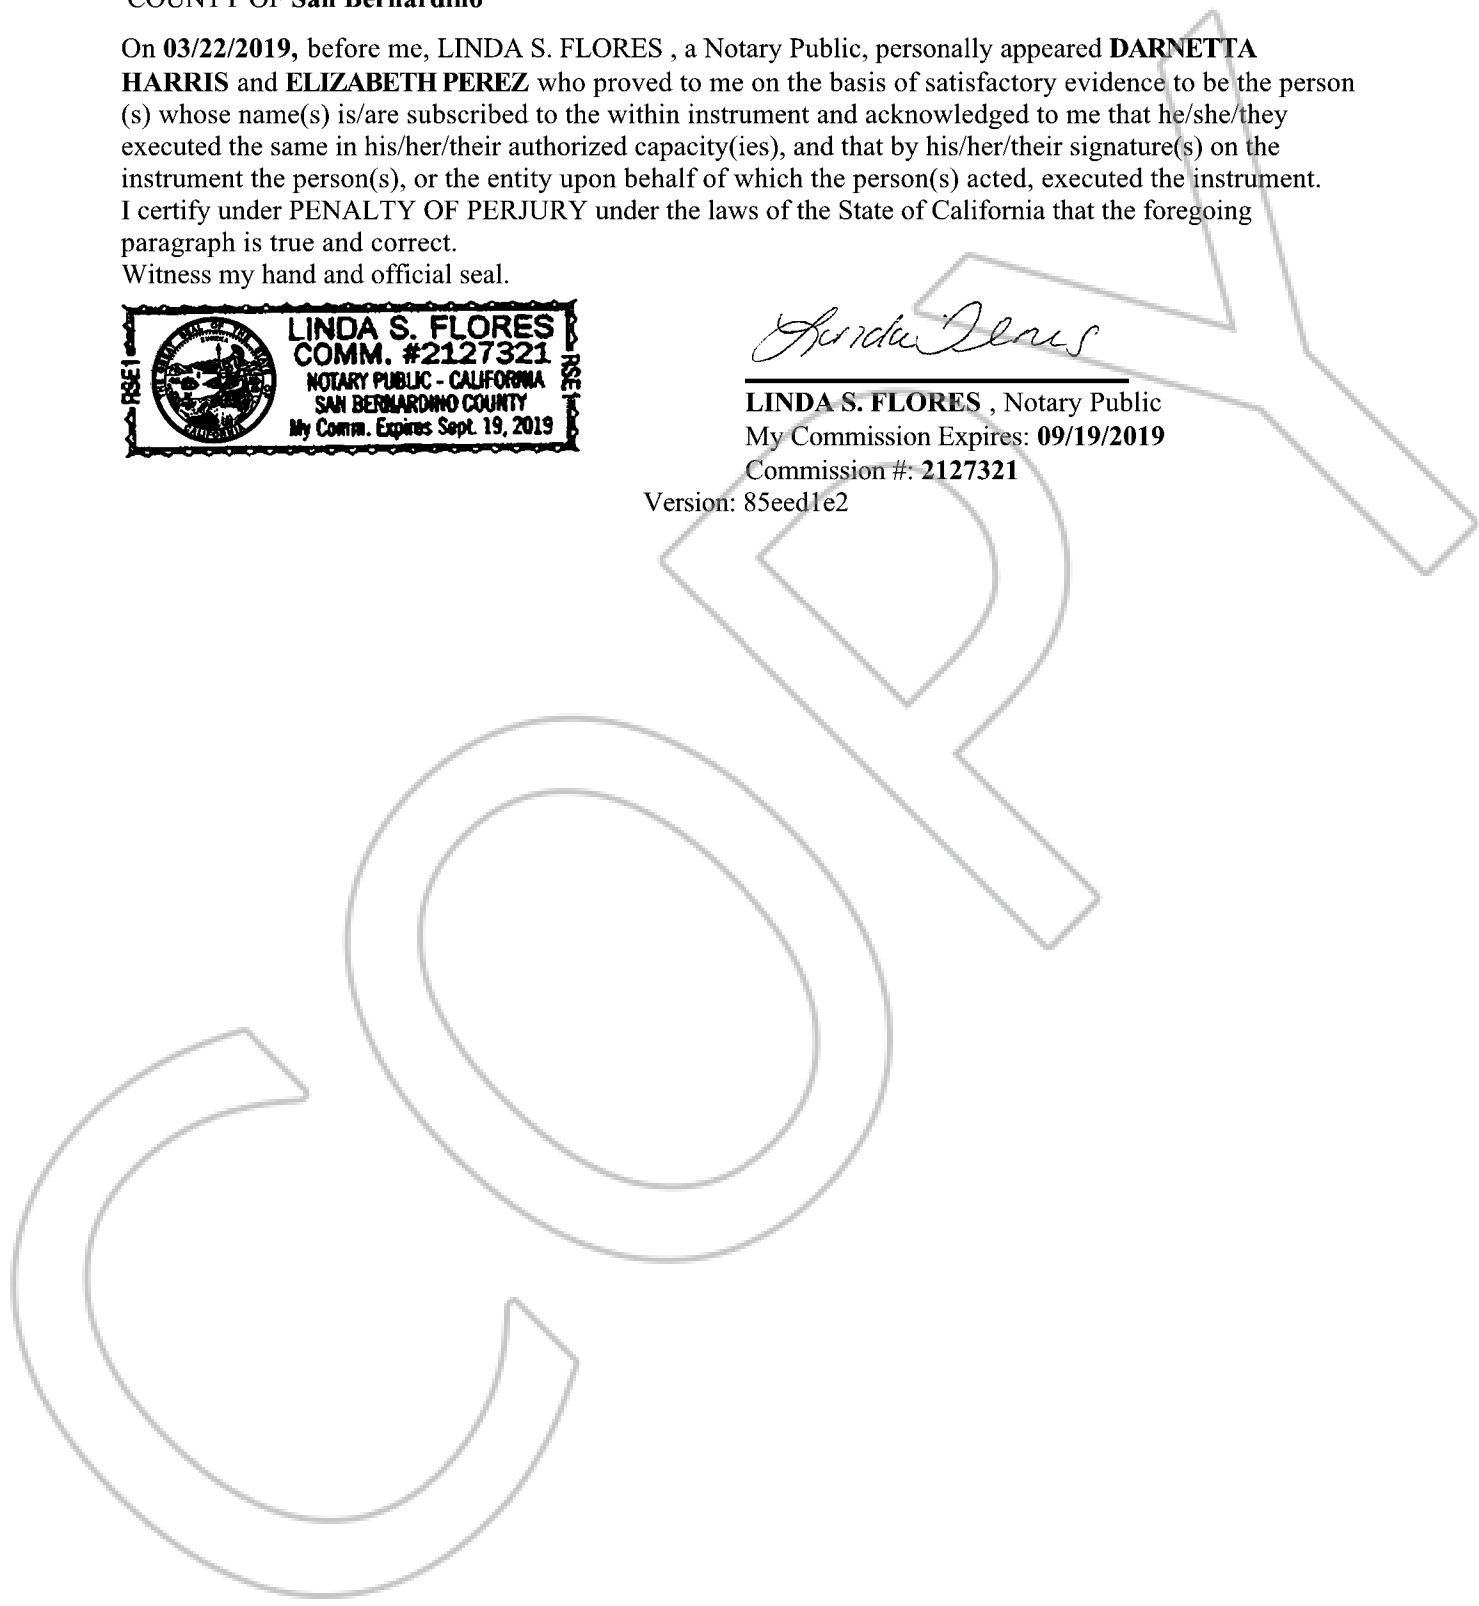 COUNTY OF San Bernardino
On 03/22/2019, before me, LINDA S. FLORES , a Notary Public, personally appeared DARNETTA
HARRIS and ELIZABETH PEREZ who proved to me on the basis of satisfactory evidence to be the person
(s) whose name(s) is/are subscribed to the within instrument and acknowledged to me that he/she/they
executed the same in his/her/their authorized capacity(ies), and that by his/her/their signature(s) on the
instrument the person(s), or the entity upon behalf of which the person(s) acted, executed the instrument.
I certify under PENALTY OF PERJURY under the laws of the State of California that the foregoing
paragraph is true and correct.
Witness my hand and official seal.
RSE1
LINDA S. FLORES
COMM. #2127321
NOTARY PUBLIC - CALIFORNIA
SAN BERNARDINO COUNTY
My Comm. Expires Sept. 19, 2019
RSE1
Linda Flores
LINDA S. FLORES , Notary Public
My Commission Expires: 09/19/2019
Commission #: 2127321
Version: 85eed1e2
COPY